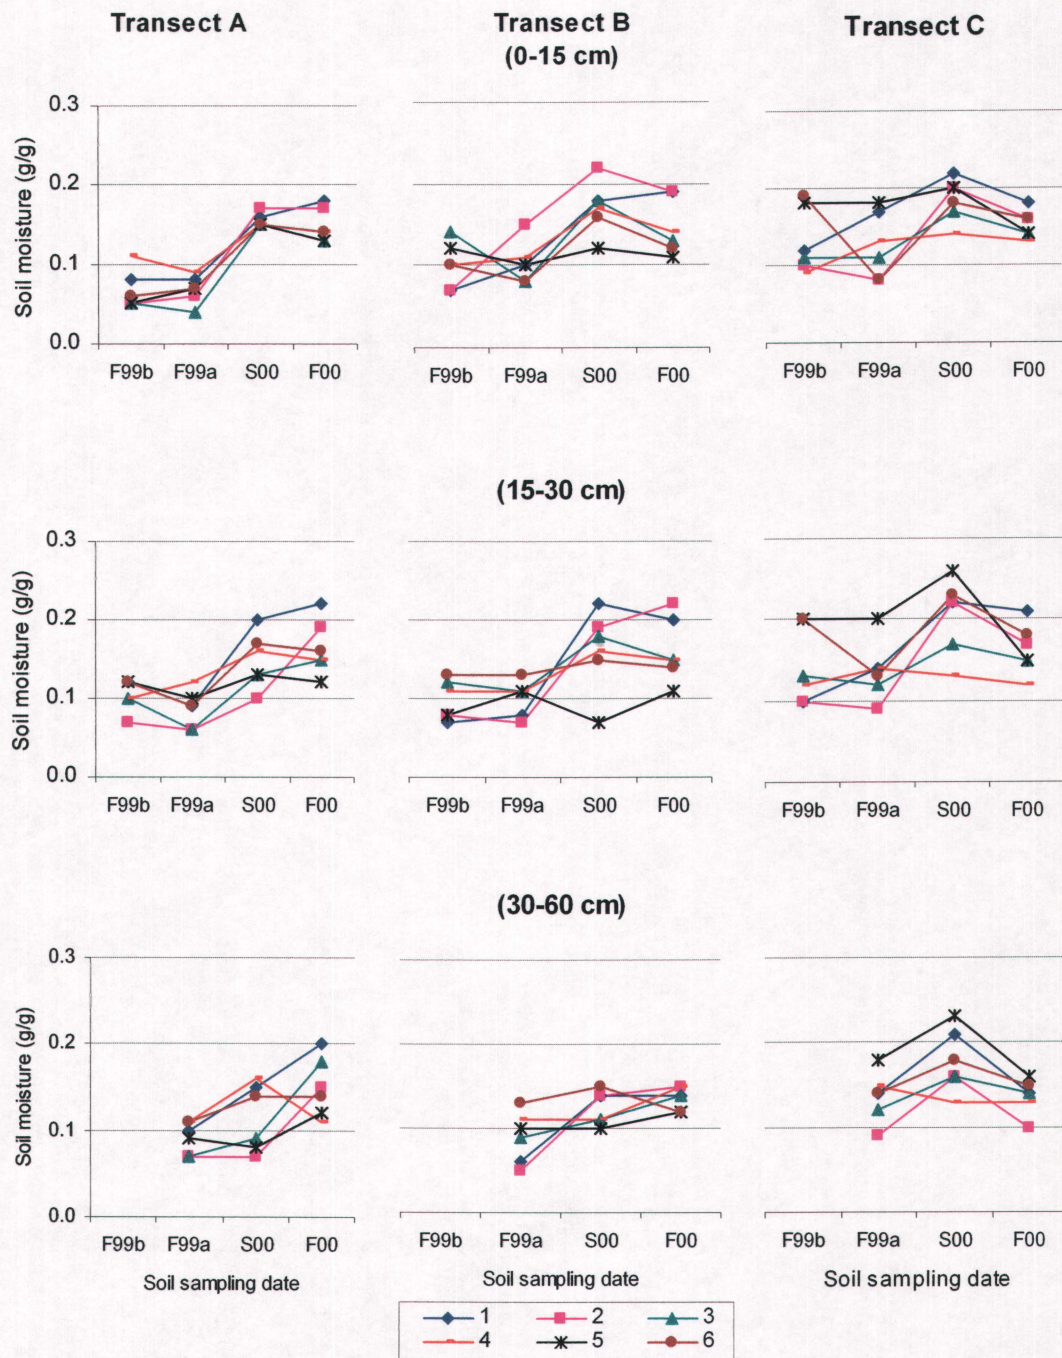 Transect A Transect B Transect C
(0-15 cm)
Soil moisture (g/g)
0.3
0.2
0.1
0.0
F99b F99a S00 F00
F99b F99a S00 F00
F99b F99a S00 F00
(15-30 cm)
Soil moisture (g/g)
0.3
0.2
0.1
0.0
F99b F99a S00 F00
F99b F99a S00 F00
F99b F99a S00 F00
(30-60 cm)
Soil moisture (g/g)
0.3
0.2
0.1
0.0
F99b F99a S00 F00
F99b F99a S00 F00
F99b F99a S00 F00
Soil sampling date
Soil sampling date
Soil sampling date
1 2 3
4 5 6